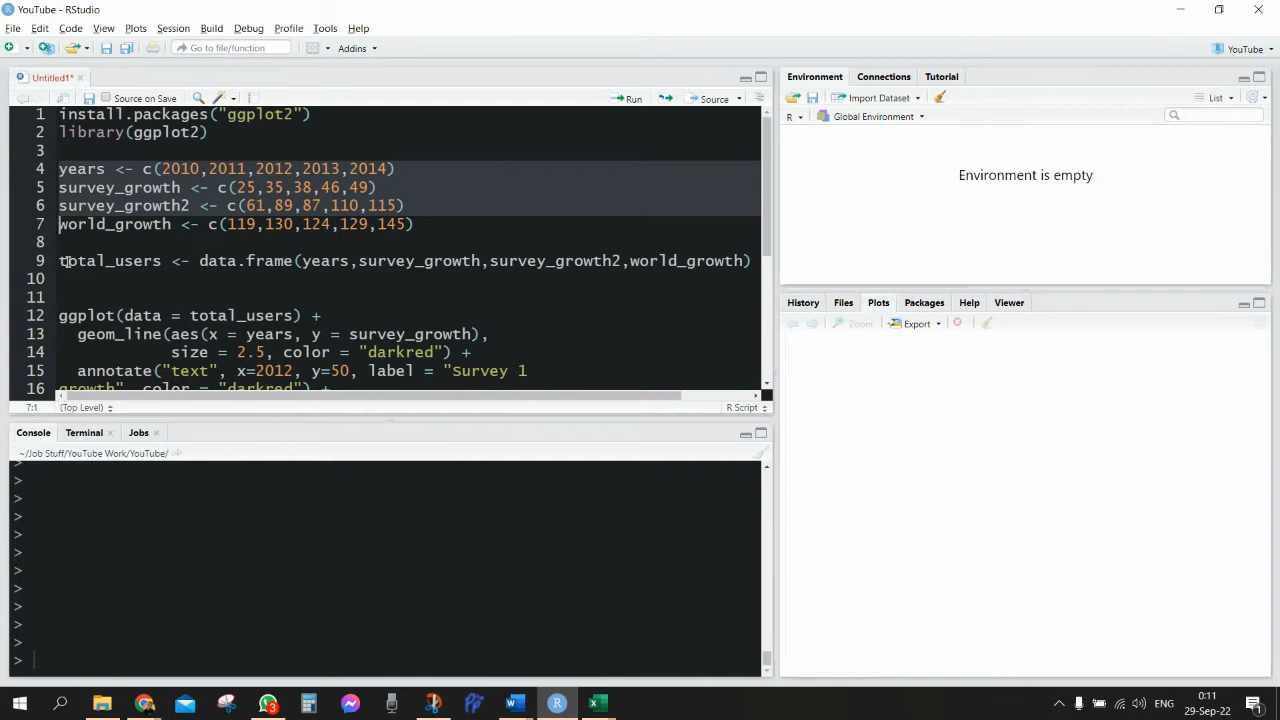 YouTube - RStudio
File Edit Code View Plots Session Build Debug Profile Tools Help
Go to file/function Addins YouTube
Untitled1*
Source on Save Run Source
1 install.packages("ggplot2")
2 library(ggplot2)
3
4 years <- c(2010,2011,2012,2013,2014)
5 survey_growth <- c(25,35,38,46,49)
6 survey_growth2 <- c(61,89,87,110,115)
7 world_growth <- c(119,130,124,129,145)
8
9 total_users <- data.frame(years,survey_growth,survey_growth2,world_growth)
10
11
12 ggplot(data = total_users) +
13 geom_line(aes(x = years, y = survey_growth),
14 size = 2.5, color = "darkred") +
15 annotate("text", x=2012, y=50, label = "Survey 1
16 growth", color = "darkred") +
7:1 (Top Level) R Script
Console Terminal Jobs
~/Job Stuff/YouTube Work/YouTube/
>
>
>
>
>
>
>
>
>
>
>
>
Environment Connections Tutorial
Import Dataset List
R Global Environment
Environment is empty
History Files Plots Packages Help Viewer
Zoom Export
3 ENG
0:11
29-Sep-22
1